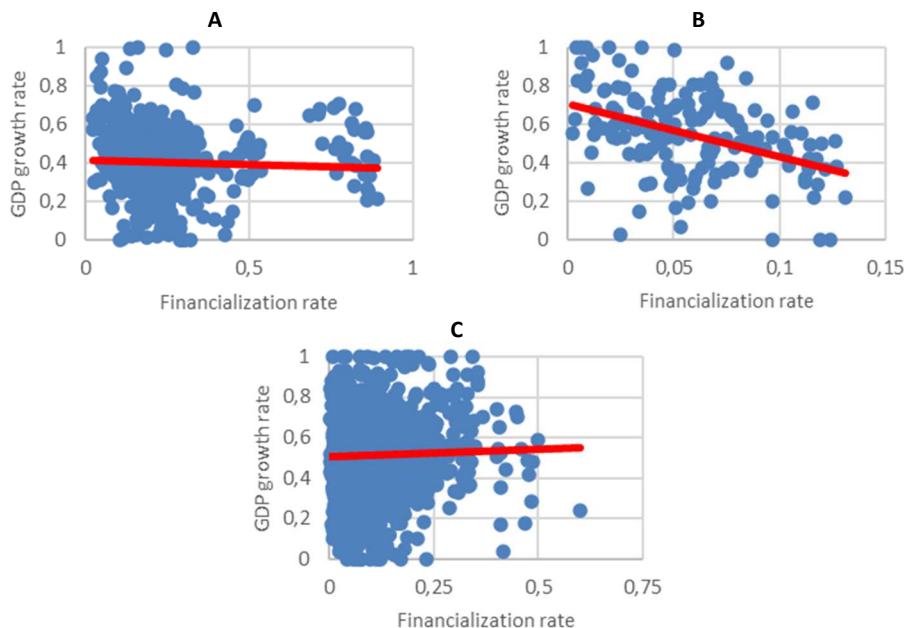 A
GDP growth rate
1
0,8
0,6
0,4
0,2
0
0 0,5 1
Financialization rate
B
GDP growth rate
1
0,8
0,6
0,4
0,2
0
0 0,05 0,1 0,15
Financialization rate
C
GDP growth rate
1
0,8
0,6
0,4
0,2
0
0 0,25 0,5 0,75
Financialization rate